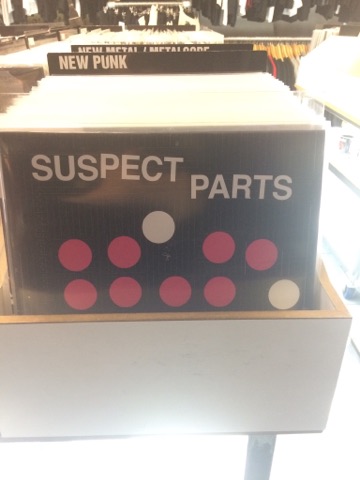 NEW METAL / METALCORE
NEW PUNK
SUSPECT
PARTS